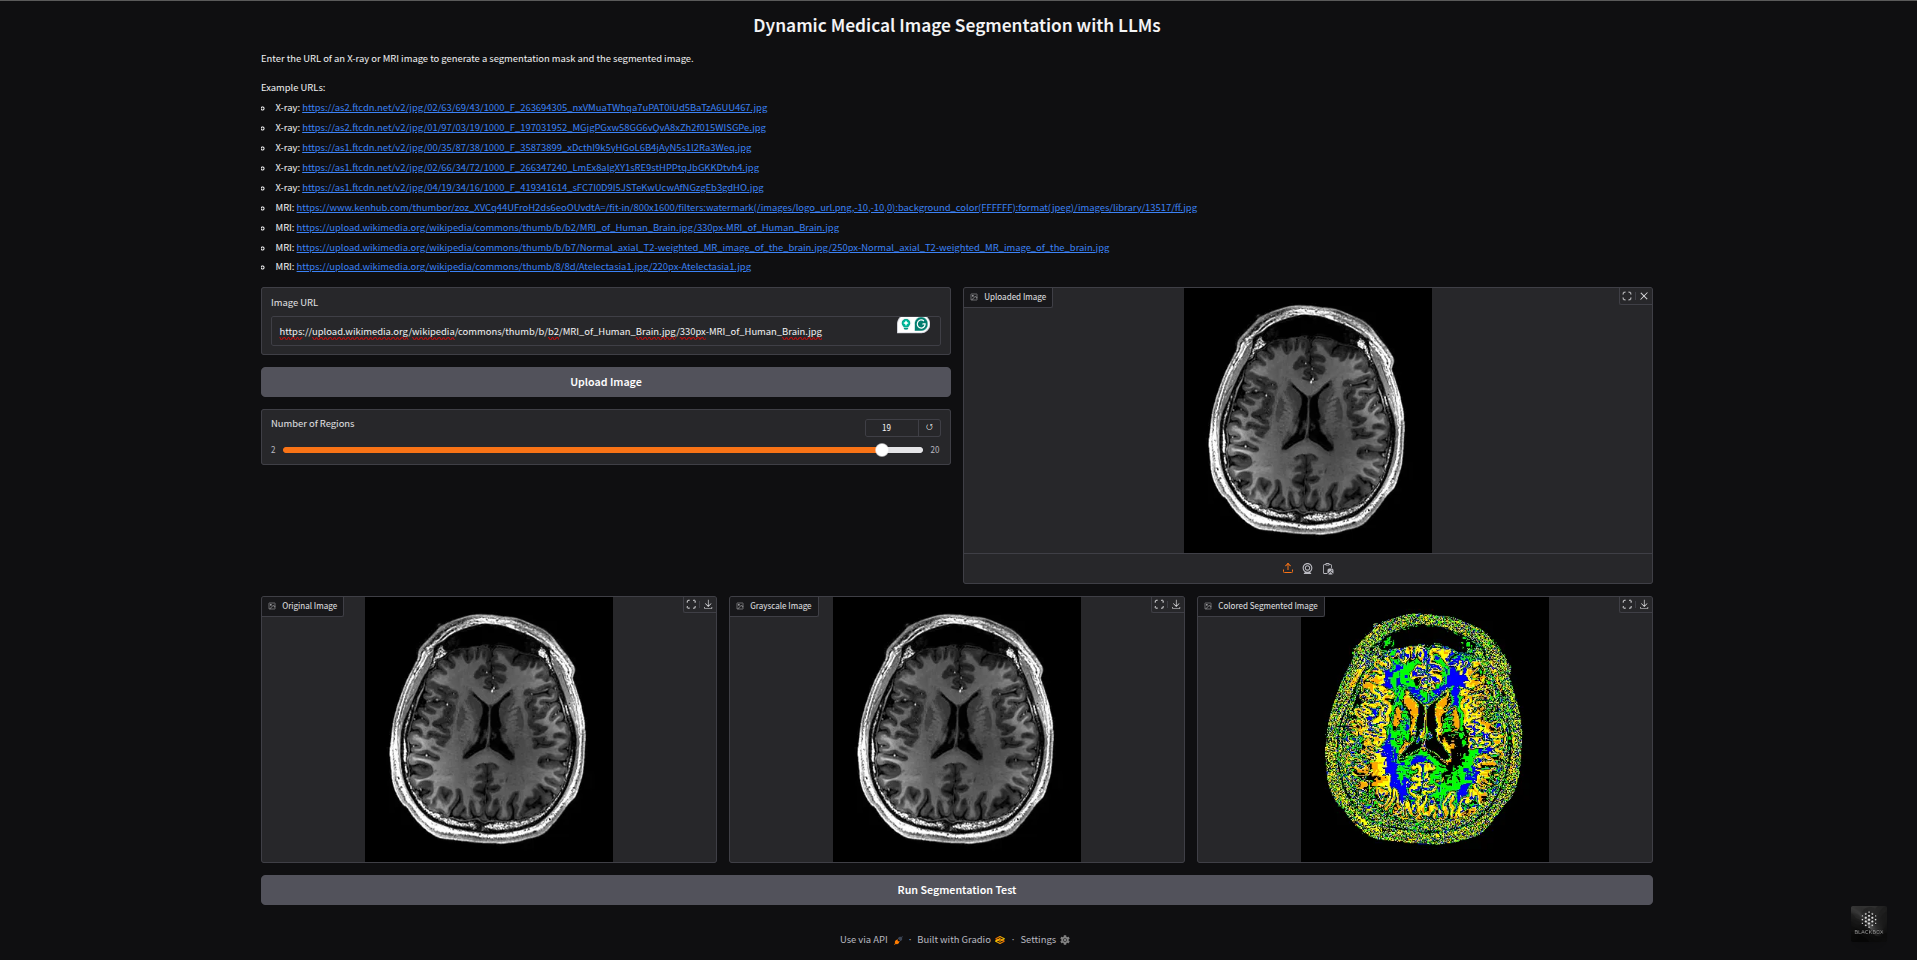 Dynamic Medical Image Segmentation with LLMs
Enter the URL of an X-ray or MRI image to generate a segmentation mask and the segmented image.
Example URLs:
X-ray: https://as2.ftcdn.net/v2/jpg/02/63/69/43/1000_F_263694305_nxVMuaTWhqa7uPAT0iUd5BaTzA6UU467.jpg
X-ray: https://as2.ftcdn.net/v2/jpg/01/97/03/19/1000_F_197031952_MGjgPGxw58GG6vQvA8xZh2f015WISGPe.jpg
X-ray: https://as1.ftcdn.net/v2/jpg/00/35/87/38/1000_F_35873899_xDcthI9k5yHGoL6B4jAyN5s1l2Ra3Weq.jpg
X-ray: https://as1.ftcdn.net/v2/jpg/02/66/34/72/1000_F_266347240_LmEx8algXY1sRE9stHPPtqJbGKKDtvh4.jpg
X-ray: https://as1.ftcdn.net/v2/jpg/04/19/34/16/1000_F_419341614_sFC7I0D9I5JSTeKwUcwAfNGzgEb3gdHO.jpg
MRI: https://www.kenhub.com/thumbor/zoz_XVCq44UFroH2ds6eoOUvdtA=/fit-in/800x1600/filters:watermark(/images/logo_url.png,-10,-10,0):background_color(FFFFFF):format(jpeg)/images/library/13517/ff.jpg
MRI: https://upload.wikimedia.org/wikipedia/commons/thumb/b/b2/MRI_of_Human_Brain.jpg/330px-MRI_of_Human_Brain.jpg
MRI: https://upload.wikimedia.org/wikipedia/commons/thumb/b/b7/Normal_axial_T2-weighted_MR_image_of_the_brain.jpg/250px-Normal_axial_T2-weighted_MR_image_of_the_brain.jpg
MRI: https://upload.wikimedia.org/wikipedia/commons/thumb/8/8d/Atelectasia1.jpg/220px-Atelectasia1.jpg
Image URL
https://upload.wikimedia.org/wikipedia/commons/thumb/b/b2/MRI_of_Human_Brain.jpg/330px-MRI_of_Human_Brain.jpg
Upload Image
Number of Regions
19
2
20
Uploaded Image
Original Image
Grayscale Image
Colored Segmented Image
Run Segmentation Test
Use via API · Built with Gradio · Settings
BLACKBOX